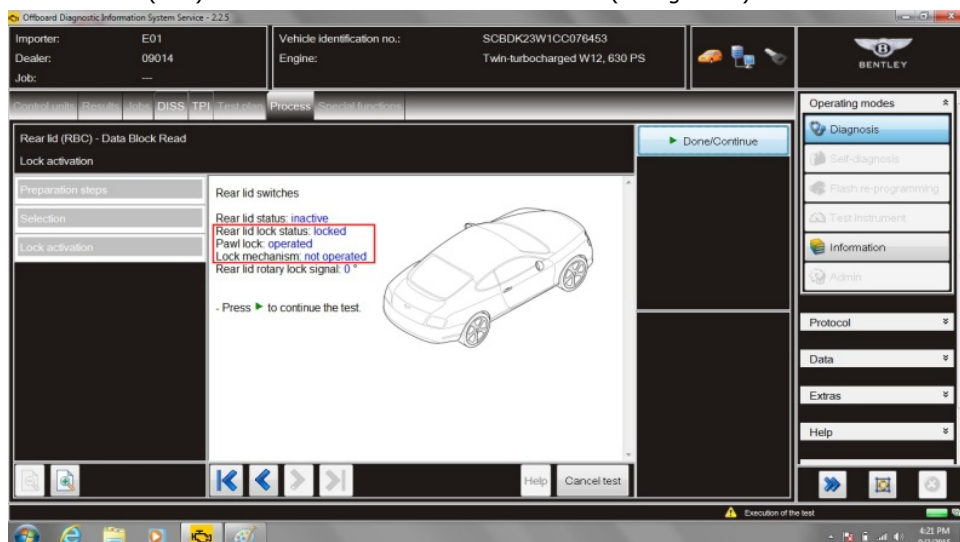 Offboard Diagnostic Information System Service - 2.2.5
Importer: E01
Dealer: 09014
Job: ---
Vehicle identification no.: SCBDK23W1CC076453
Engine: Twin-turbocharged W12, 630 PS
BENTLEY
Control units Results Jobs DISS TPI Test plan Process Special functions
Rear lid (RBC) - Data Block Read
Lock activation
Preparation steps
Selection
Lock activation
Rear lid switches
Rear lid status: inactive
Rear lid lock status: locked
Pawl lock: operated
Lock mechanism: not operated
Rear lid rotary lock signal: 0 °
- Press ► to continue the test.
Help Cancel test
Done/Continue
Operating modes
Diagnosis
Self-diagnosis
Flash re-programming
Test instrument
Information
Admin
Protocol
Data
Extras
Help
Execution of the test
4:21 PM